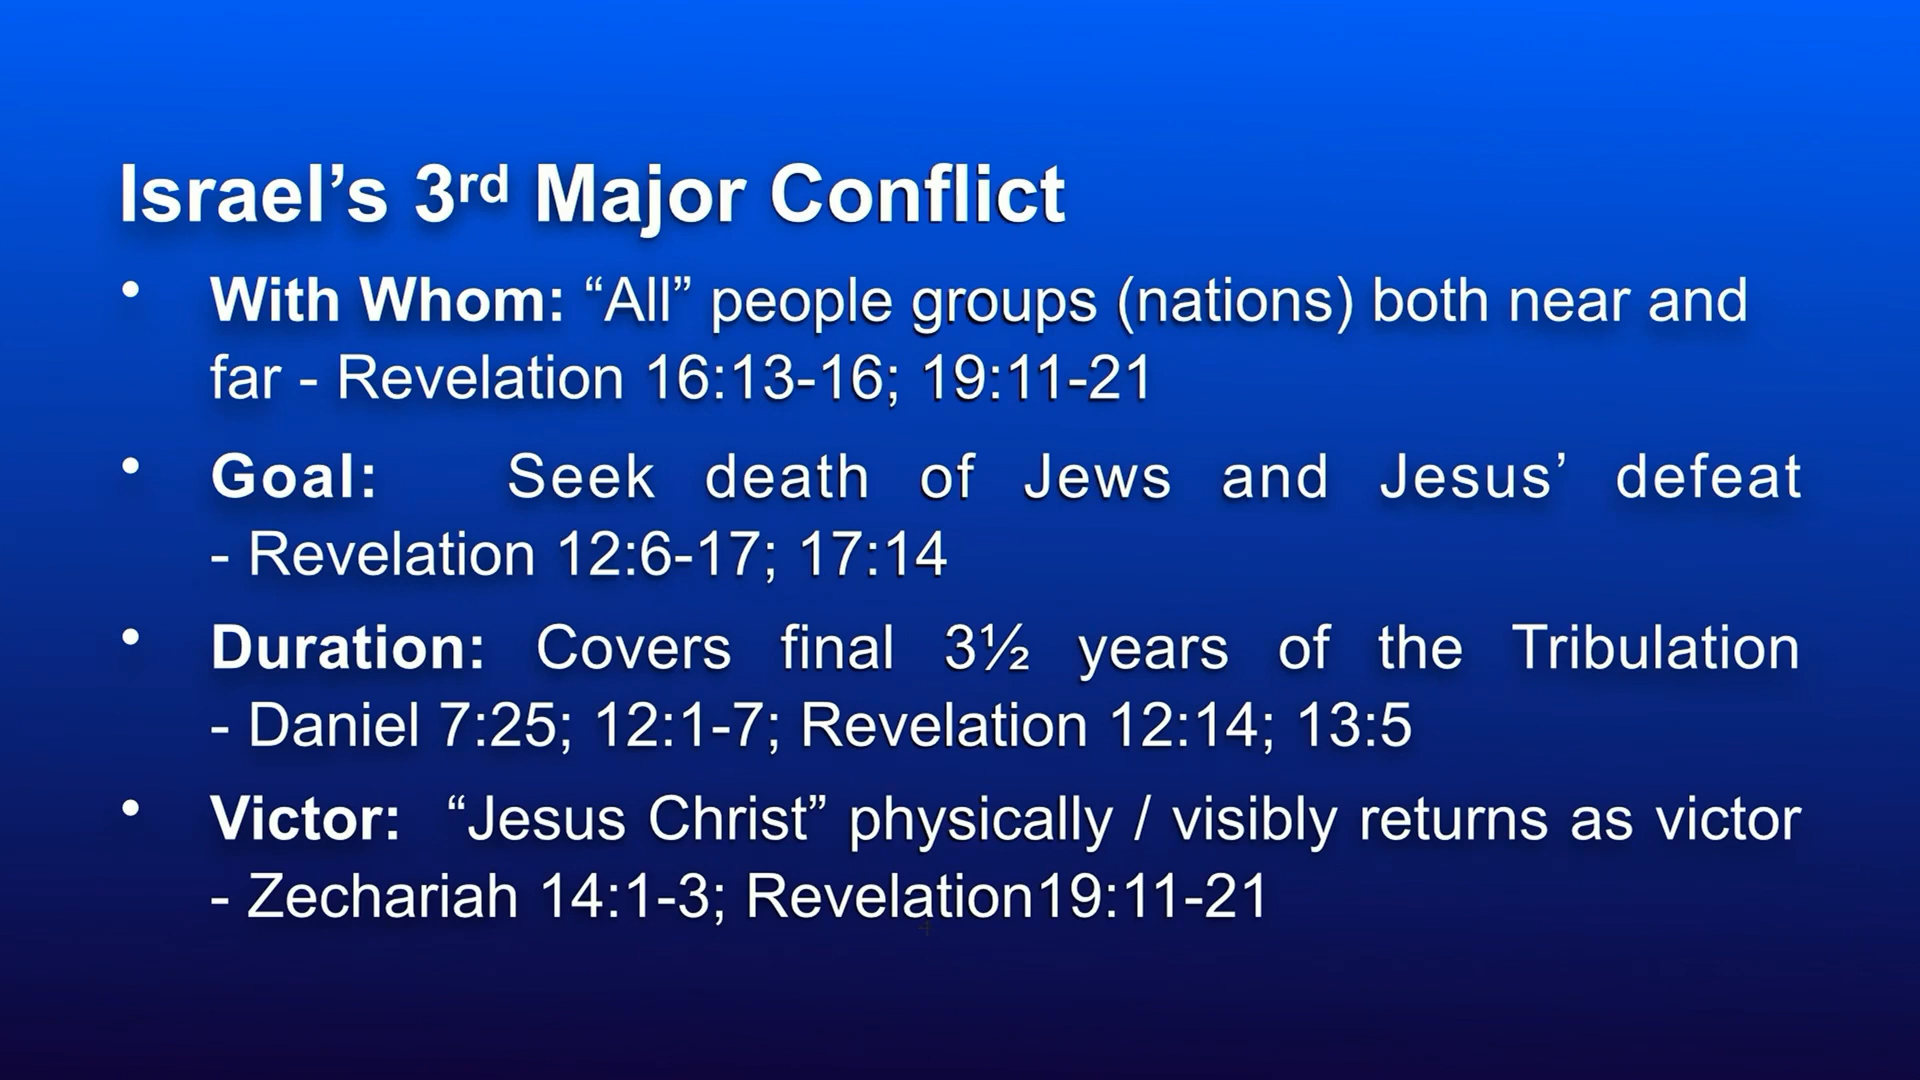 Israel’s 3rd Major Conflict
• With Whom: “All” people groups (nations) both near and
far - Revelation 16:13-16; 19:11-21
• Goal: Seek death of Jews and Jesus’ defeat
- Revelation 12:6-17; 17:14
• Duration: Covers final 3½ years of the Tribulation
- Daniel 7:25; 12:1-7; Revelation 12:14; 13:5
• Victor: “Jesus Christ” physically / visibly returns as victor
- Zechariah 14:1-3; Revelation19:11-21